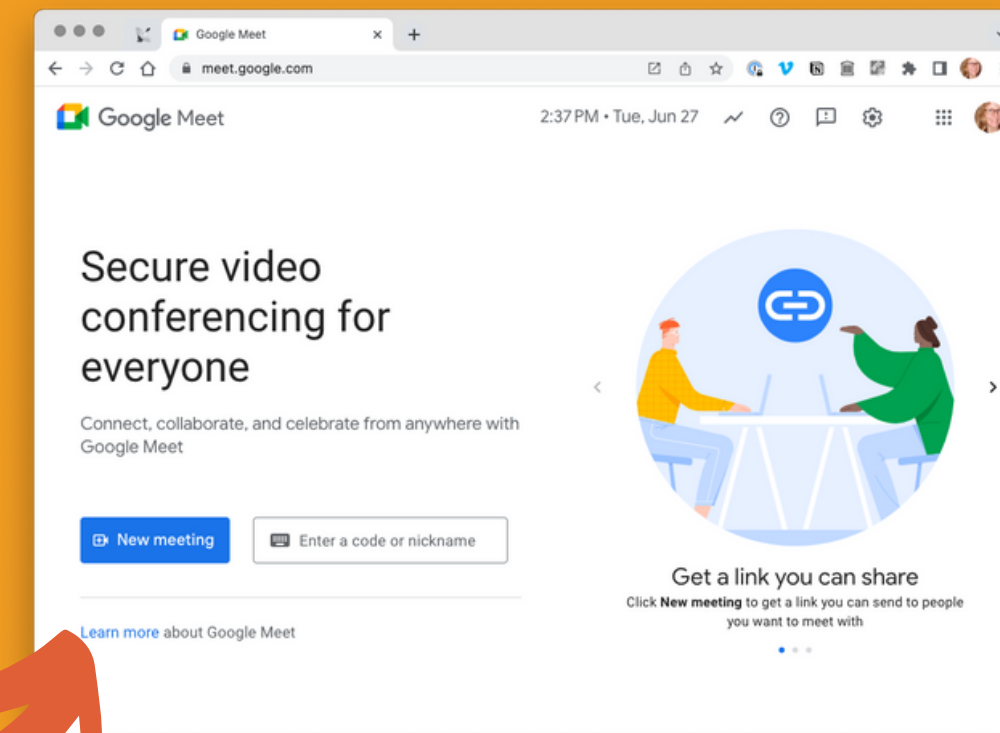 Google Meet
meet.google.com
Google Meet
2:37 PM • Tue, Jun 27
Secure video
conferencing for
everyone
Connect, collaborate, and celebrate from anywhere with
Google Meet
New meeting
Enter a code or nickname
Learn more about Google Meet
Get a link you can share
Click New meeting to get a link you can send to people
you want to meet with